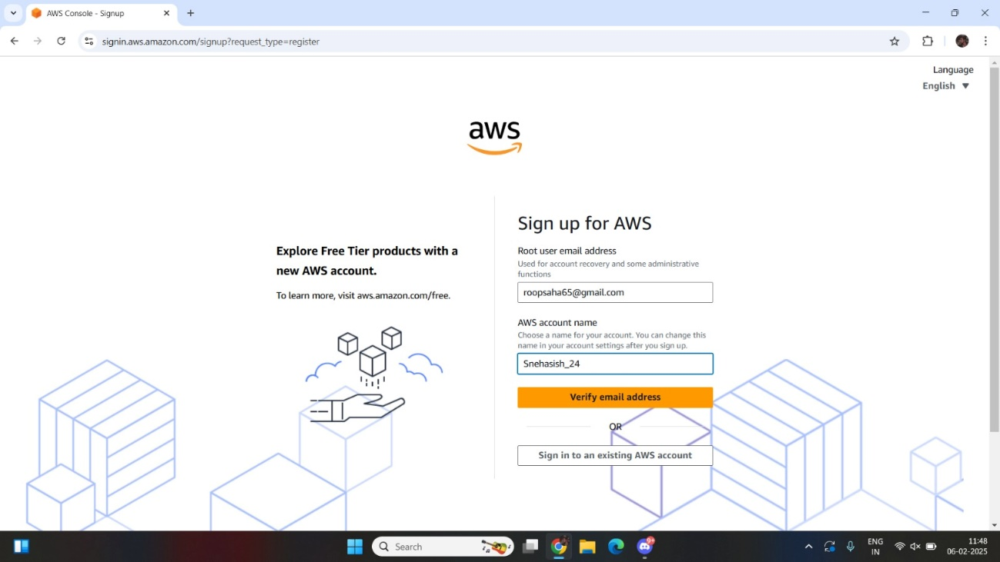 AWS Console - Signup
signin.aws.amazon.com/signup?request_type=register
Language
English
aws
Explore Free Tier products with a
new AWS account.
To learn more, visit aws.amazon.com/free.
Sign up for AWS
Root user email address
Used for account recovery and some administrative
functions
roopsaha65@gmail.com
AWS account name
Choose a name for your account. You can change this
name in your account settings after you sign up.
Snehasish_24
Verify email address
OR
Sign in to an existing AWS account
Search
9+
ENG
IN
11:48
06-02-2025